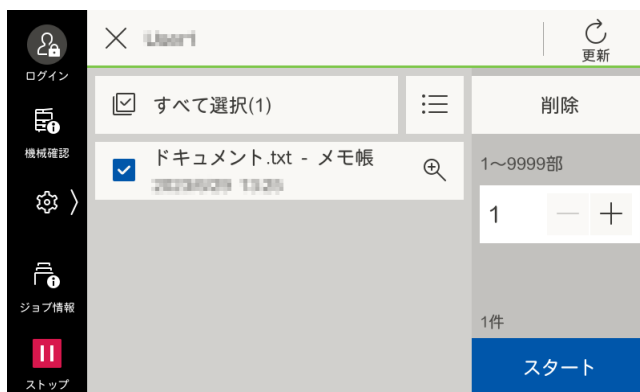 ログイン
機械確認
ジョブ情報
ストップ
更新
すべて選択(1)
削除
ドキュメント.txt - メモ帳
1～9999部
1
1件
スタート